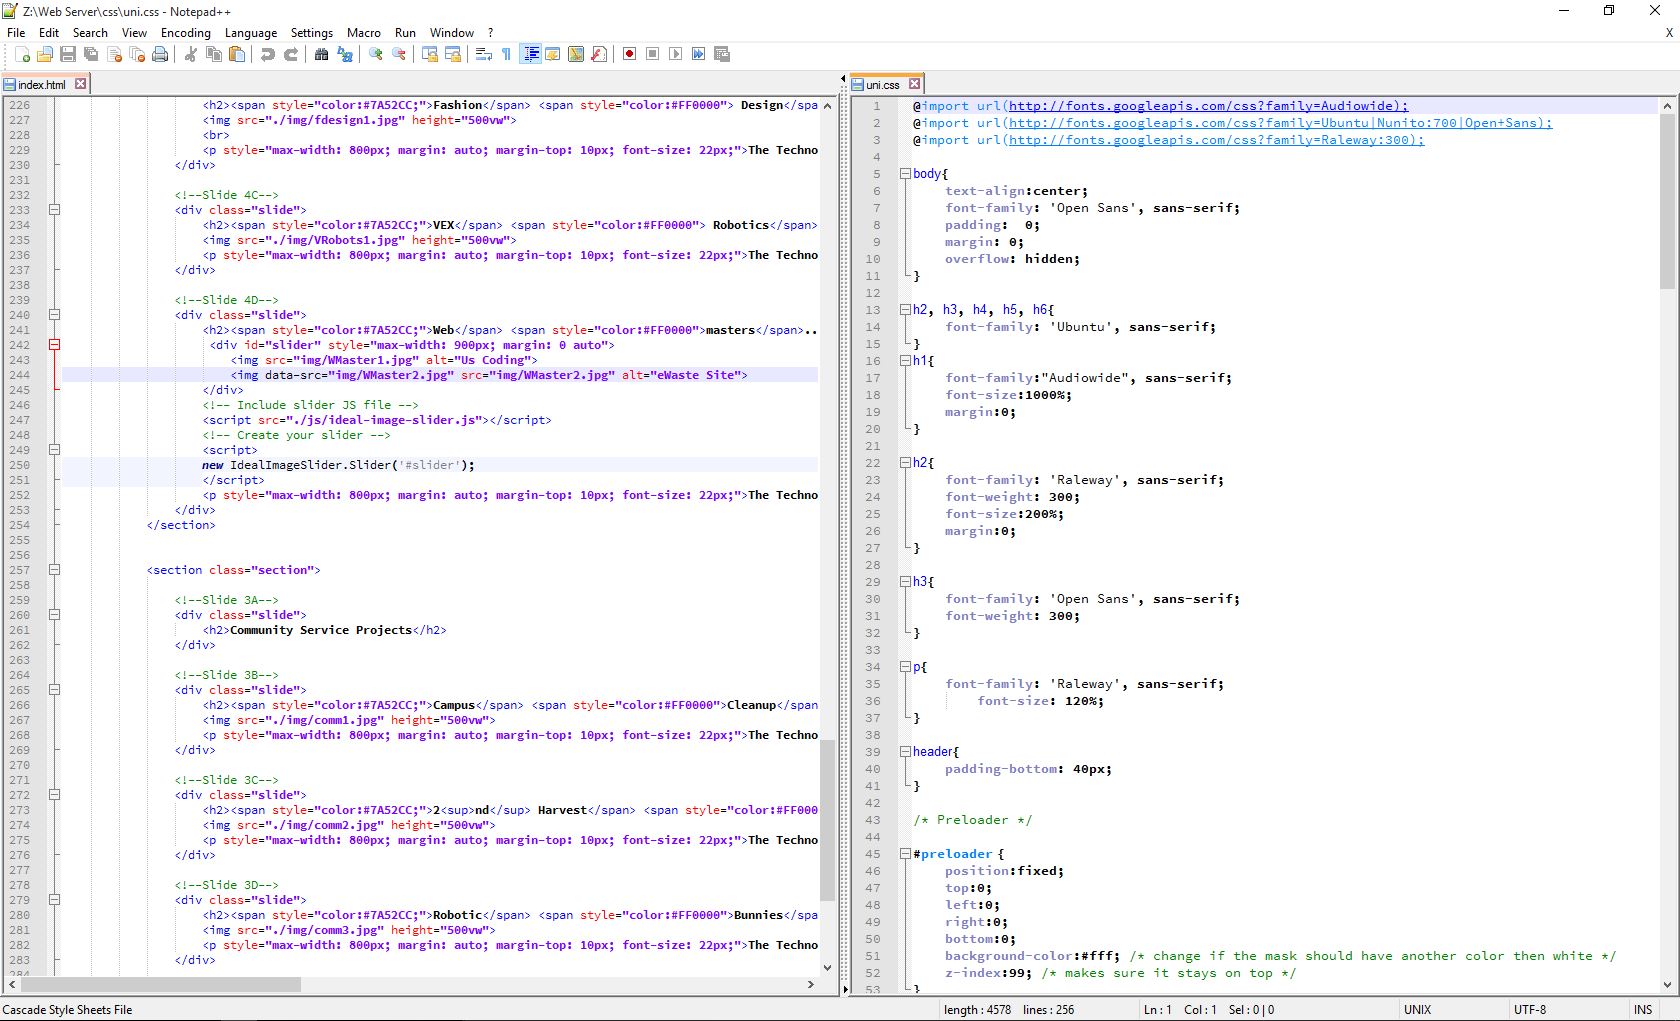 Z:\Web Server\css\uni.css - Notepad++
File Edit Search View Encoding Language Settings Macro Run Window ?
X
index.html
226 <h2><span style="color:#7A52CC;">Fashion</span> <span style="color:#FF0000"> Design</spa
227 <img src="./img/fdesign1.jpg" height="500vw">
228 <br>
229 <p style="max-width: 800px; margin: auto; margin-top: 10px; font-size: 22px;">The Techno
230 </div>
231
232 <!--Slide 4C-->
233 <div class="slide">
234 <h2><span style="color:#7A52CC;">VEX</span> <span style="color:#FF0000"> Robotics</span>
235 <img src="./img/VRobots1.jpg" height="500vw">
236 <p style="max-width: 800px; margin: auto; margin-top: 10px; font-size: 22px;">The Techno
237 </div>
238
239 <!--Slide 4D-->
240 <div class="slide">
241 <h2><span style="color:#7A52CC;">Web</span> <span style="color:#FF0000">masters</span>..
242 <div id="slider" style="max-width: 900px; margin: 0 auto">
243 <img src="img/WMaster1.jpg" alt="Us Coding">
244 <img data-src="img/WMaster2.jpg" src="img/WMaster2.jpg" alt="eWaste Site">
245 </div>
246 <!-- Include slider JS file -->
247 <script src="./js/ideal-image-slider.js"></script>
248 <!-- Create your slider -->
249 <script>
250 new IdealImageSlider.Slider('#slider');
251 </script>
252 <p style="max-width: 800px; margin: auto; margin-top: 10px; font-size: 22px;">The Techno
253 </div>
254 </section>
255
256
257 <section class="section">
258
259 <!--Slide 3A-->
260 <div class="slide">
261 <h2>Community Service Projects</h2>
262 </div>
263
264 <!--Slide 3B-->
265 <div class="slide">
266 <h2><span style="color:#7A52CC;">Campus</span> <span style="color:#FF0000">Cleanup</span
267 <img src="./img/comm1.jpg" height="500vw">
268 <p style="max-width: 800px; margin: auto; margin-top: 10px; font-size: 22px;">The Techno
269 </div>
270
271 <!--Slide 3C-->
272 <div class="slide">
273 <h2><span style="color:#7A52CC;">2<sup>nd</sup> Harvest</span> <span style="color:#FF000
274 <img src="./img/comm2.jpg" height="500vw">
275 <p style="max-width: 800px; margin: auto; margin-top: 10px; font-size: 22px;">The Techno
276 </div>
277
278 <!--Slide 3D-->
279 <div class="slide">
280 <h2><span style="color:#7A52CC;">Robotic</span> <span style="color:#FF0000">Bunnies</spa
281 <img src="./img/comm3.jpg" height="500vw">
282 <p style="max-width: 800px; margin: auto; margin-top: 10px; font-size: 22px;">The Techno
283 </div>
284
uni.css
1 @import url(http://fonts.googleapis.com/css?family=Audiowide);
2 @import url(http://fonts.googleapis.com/css?family=Ubuntu|Nunito:700|Open+Sans);
3 @import url(http://fonts.googleapis.com/css?family=Raleway:300);
4
5 body{
6 text-align:center;
7 font-family: 'Open Sans', sans-serif;
8 padding: 0;
9 margin: 0;
10 overflow: hidden;
11 }
12
13 h2, h3, h4, h5, h6{
14 font-family: 'Ubuntu', sans-serif;
15 }
16 h1{
17 font-family:"Audiowide", sans-serif;
18 font-size:1000%;
19 margin:0;
20 }
21
22 h2{
23 font-family: 'Raleway', sans-serif;
24 font-weight: 300;
25 font-size:200%;
26 margin:0;
27 }
28
29 h3{
30 font-family: 'Open Sans', sans-serif;
31 font-weight: 300;
32 }
33
34 p{
35 font-family: 'Raleway', sans-serif;
36 font-size: 120%;
37 }
38
39 header{
40 padding-bottom: 40px;
41 }
42
43 /* Preloader */
44
45 #preloader {
46 position:fixed;
47 top:0;
48 left:0;
49 right:0;
50 bottom:0;
51 background-color:#fff; /* change if the mask should have another color then white */
52 z-index:99; /* makes sure it stays on top */
53 }
Cascade Style Sheets File length : 4578 lines : 256 Ln : 1 Col : 1 Sel : 0 | 0 UNIX UTF-8 INS